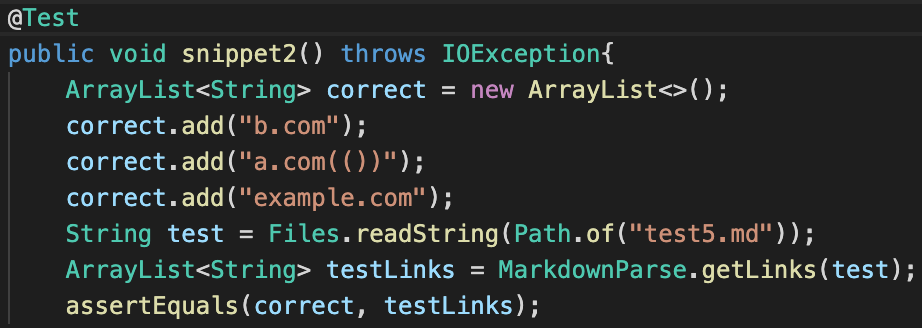 @Test
public void snippet2() throws IOException{
ArrayList<String> correct = new ArrayList<>();
correct.add("b.com");
correct.add("a.com(())");
correct.add("example.com");
String test = Files.readString(Path.of("test5.md"));
ArrayList<String> testLinks = MarkdownParse.getLinks(test);
assertEquals(correct, testLinks);